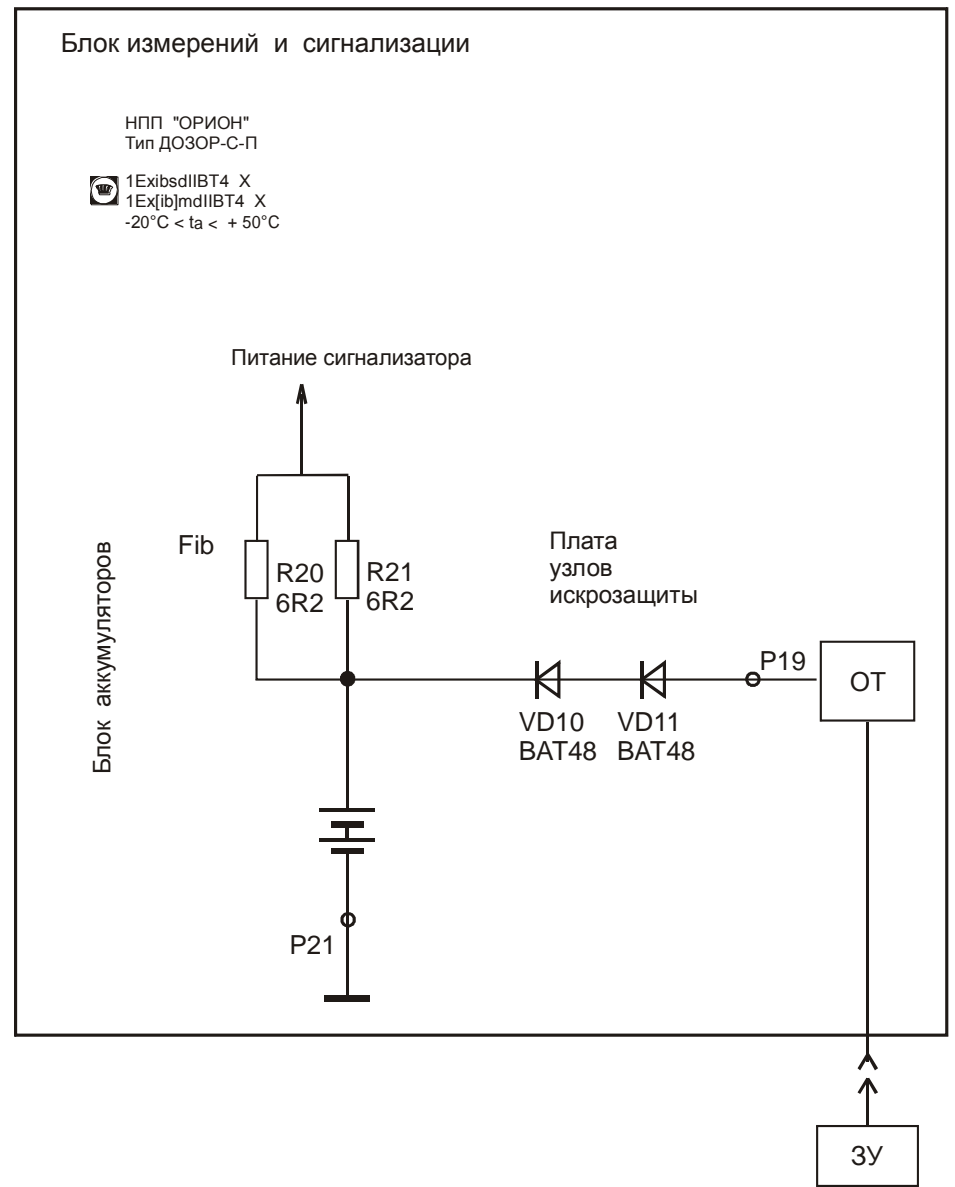 Блок измерений и сигнализации
НПП "ОРИОН"
Тип ДОЗОР-С-П
1ExibsdIIBT4 X
1Ex[ib]mdIIBT4 X
-20°C < ta < + 50°C
Питание сигнализатора
Блок аккумуляторов
Fib
R20
6R2
R21
6R2
Плата
узлов
искрозащиты
P19
ОТ
VD10
BAT48
VD11
BAT48
P21
ЗУ